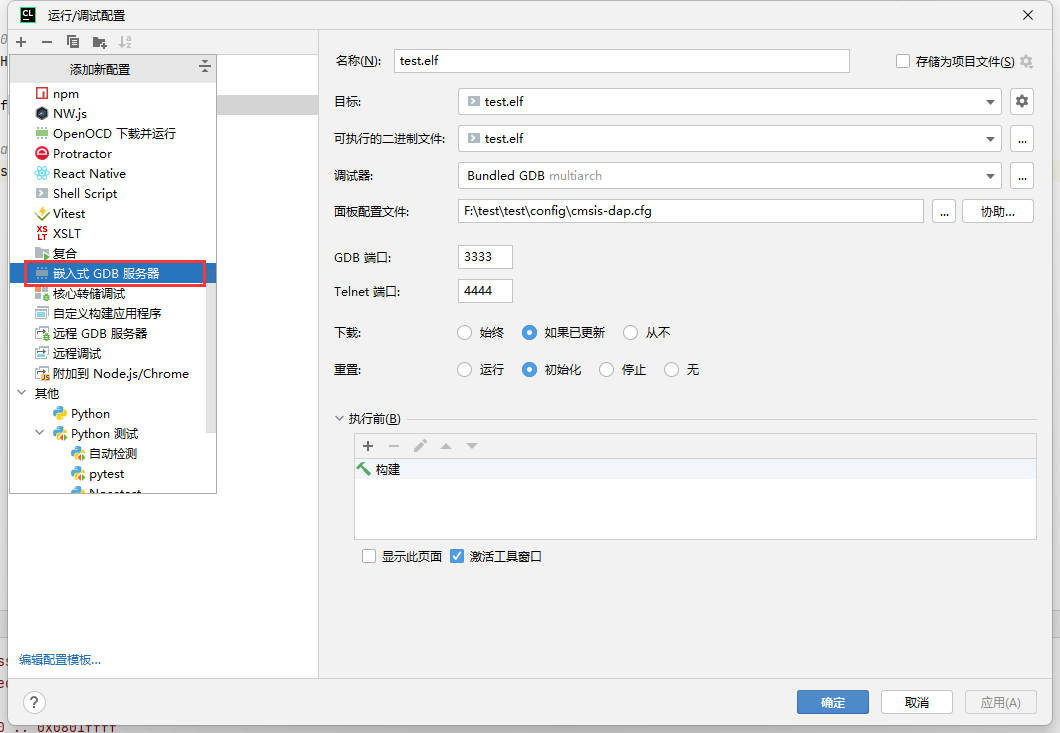 CL 运行/调试配置
添加新配置
npm
NW.js
OpenOCD 下载并运行
Protractor
React Native
Shell Script
Vitest
XSLT
复合
嵌入式 GDB 服务器
核心转储调试
自定义构建应用程序
远程 GDB 服务器
远程调试
附加到 Node.js/Chrome
其他
Python
Python 测试
自动检测
pytest
Nosetest
编辑配置模板...
名称(N): test.elf 存储为项目文件(S)
目标: test.elf
可执行的二进制文件: test.elf ...
调试器: Bundled GDB multiarch ...
面板配置文件: F:\test\test\config\cmsis-dap.cfg ... 协助...
GDB 端口: 3333
Telnet 端口: 4444
下载: 始终 如果已更新 从不
重置: 运行 初始化 停止 无
执行前(B)
构建
显示此页面 激活工具窗口
? 确定 取消 应用(A)
0 .. 0x0801ffff